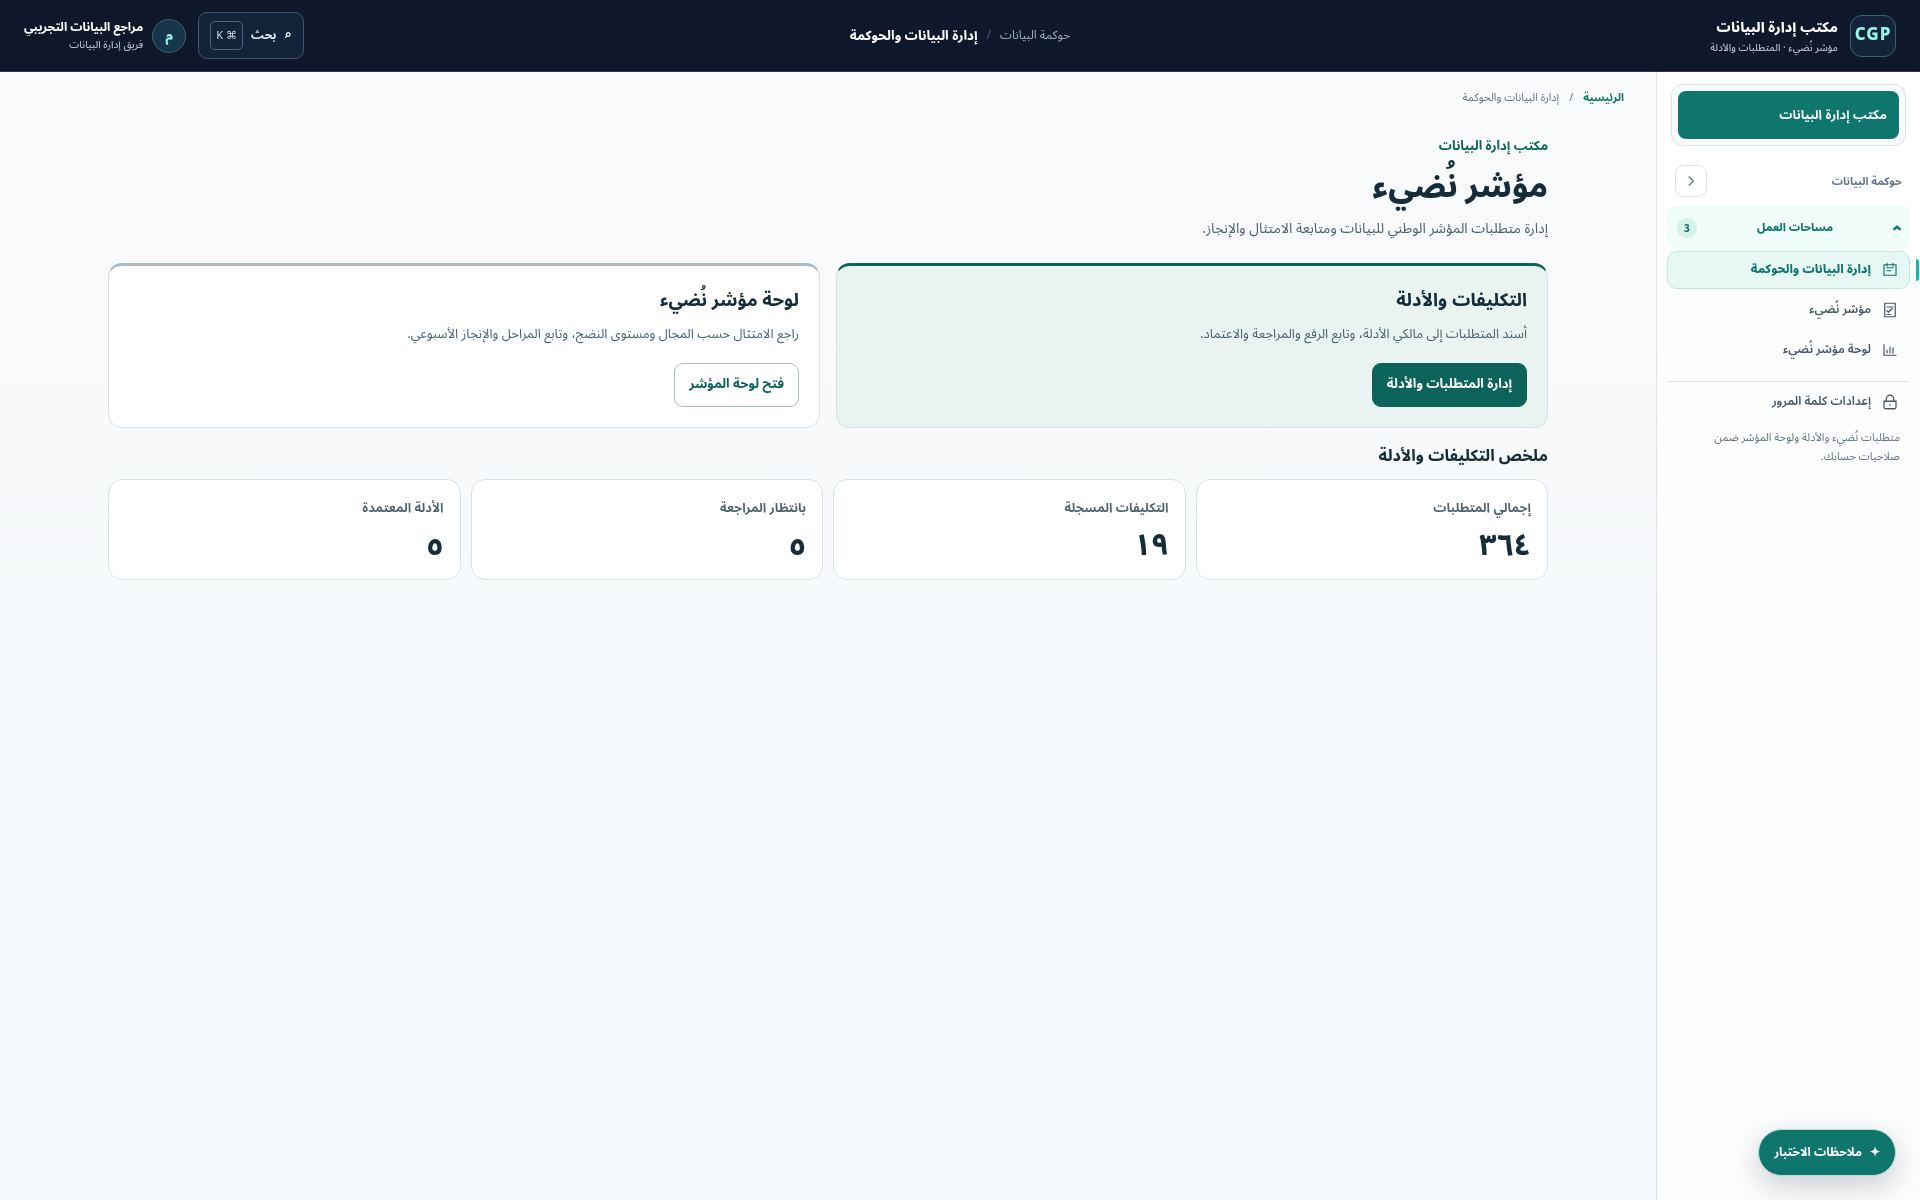 CGP
مكتب إدارة البيانات
مؤشر نُضيء · المتطلبات والأدلة
حوكمة البيانات / إدارة البيانات والحوكمة
بحث
⌘ K
م
مراجع البيانات التجريبي
فريق إدارة البيانات
مكتب إدارة البيانات
حوكمة البيانات
مساحات العمل
3
إدارة البيانات والحوكمة
مؤشر نُضيء
لوحة مؤشر نُضيء
إعدادات كلمة المرور
متطلبات نُضيء والأدلة ولوحة المؤشر ضمن
صلاحيات حسابك.
الرئيسية / إدارة البيانات والحوكمة
مكتب إدارة البيانات
مؤشر نُضيء
إدارة متطلبات المؤشر الوطني للبيانات ومتابعة الامتثال والإنجاز.
التكليفات والأدلة
أسند المتطلبات إلى مالكي الأدلة، وتابع الرفع والمراجعة والاعتماد.
إدارة المتطلبات والأدلة
لوحة مؤشر نُضيء
راجع الامتثال حسب المجال ومستوى النضج، وتابع المراحل والإنجاز الأسبوعي.
فتح لوحة المؤشر
ملخص التكليفات والأدلة
إجمالي المتطلبات
٣٦٤
التكليفات المسجلة
١٩
بانتظار المراجعة
٥
الأدلة المعتمدة
٥
✦ ملاحظات الاختبار